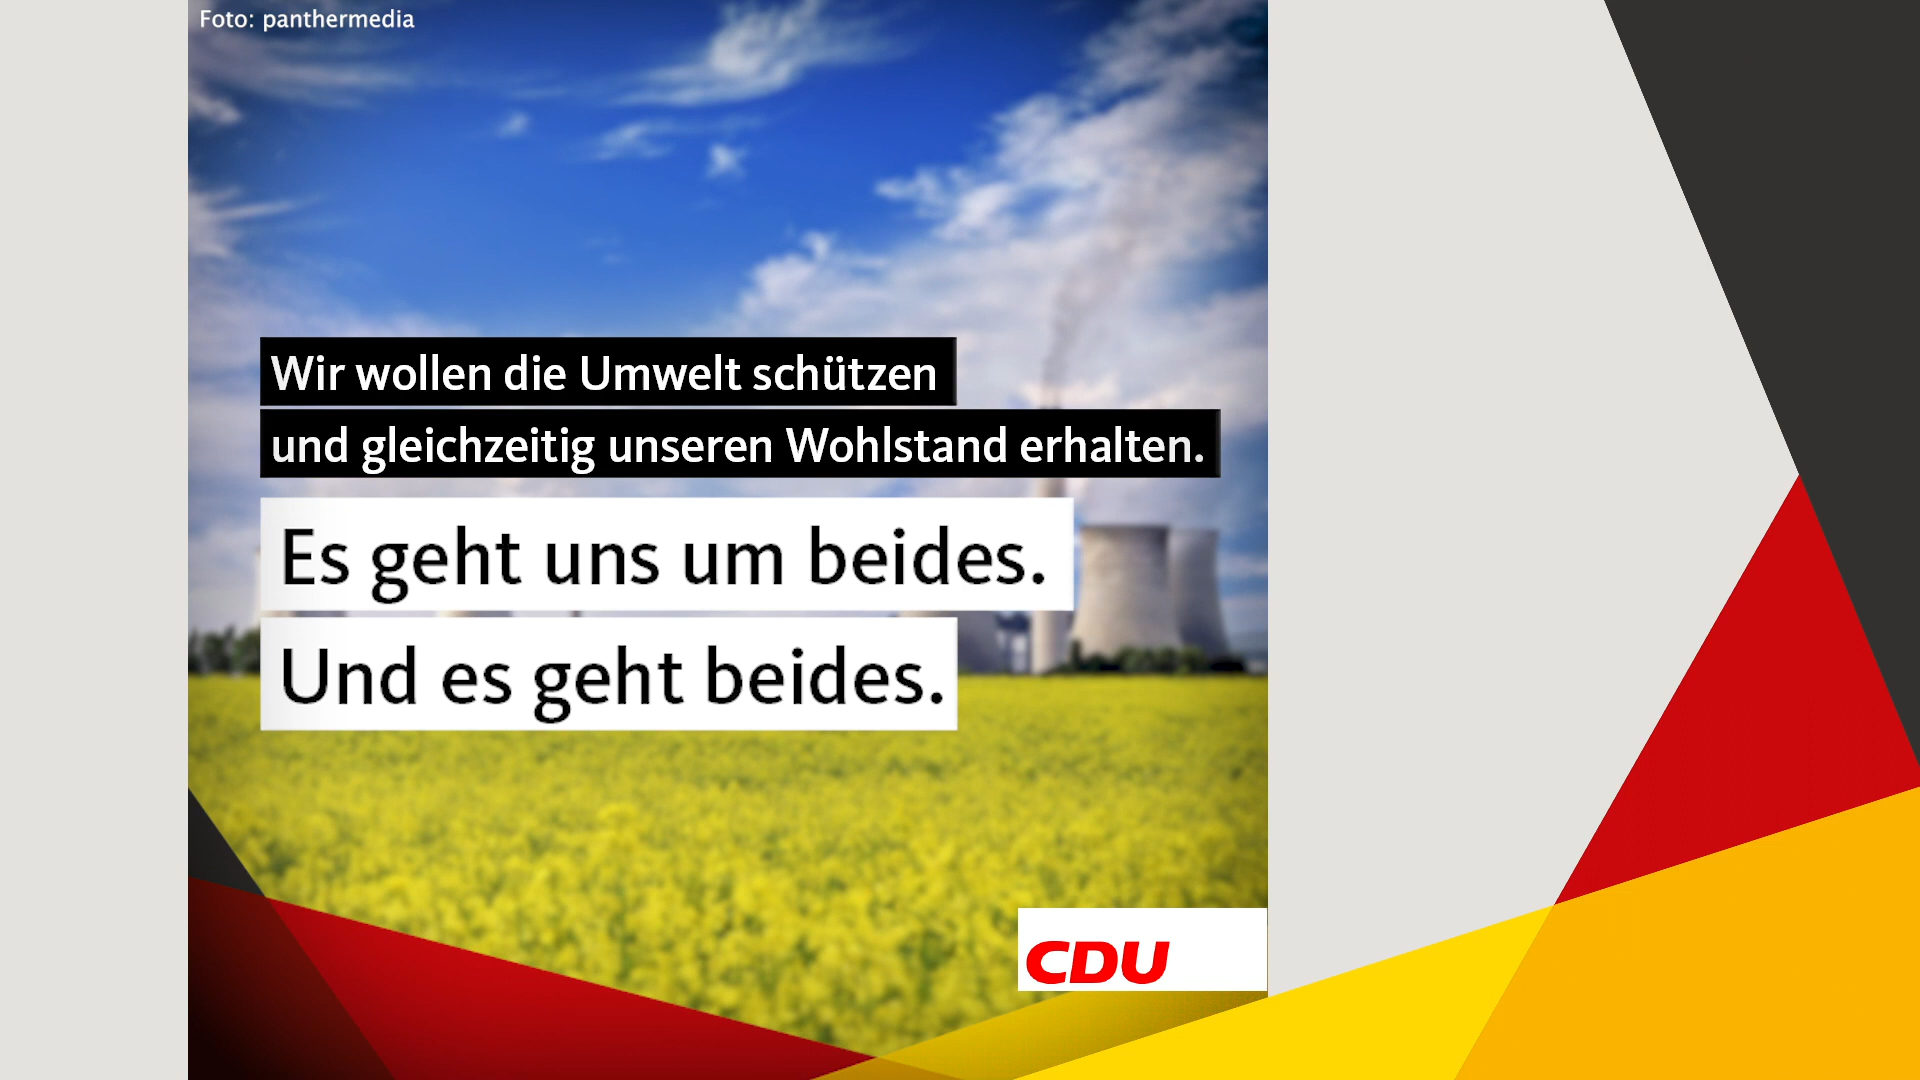 Foto: panthermedia
Wir wollen die Umwelt schützen
und gleichzeitig unseren Wohlstand erhalten.
Es geht uns um beides.
Und es geht beides.
CDU